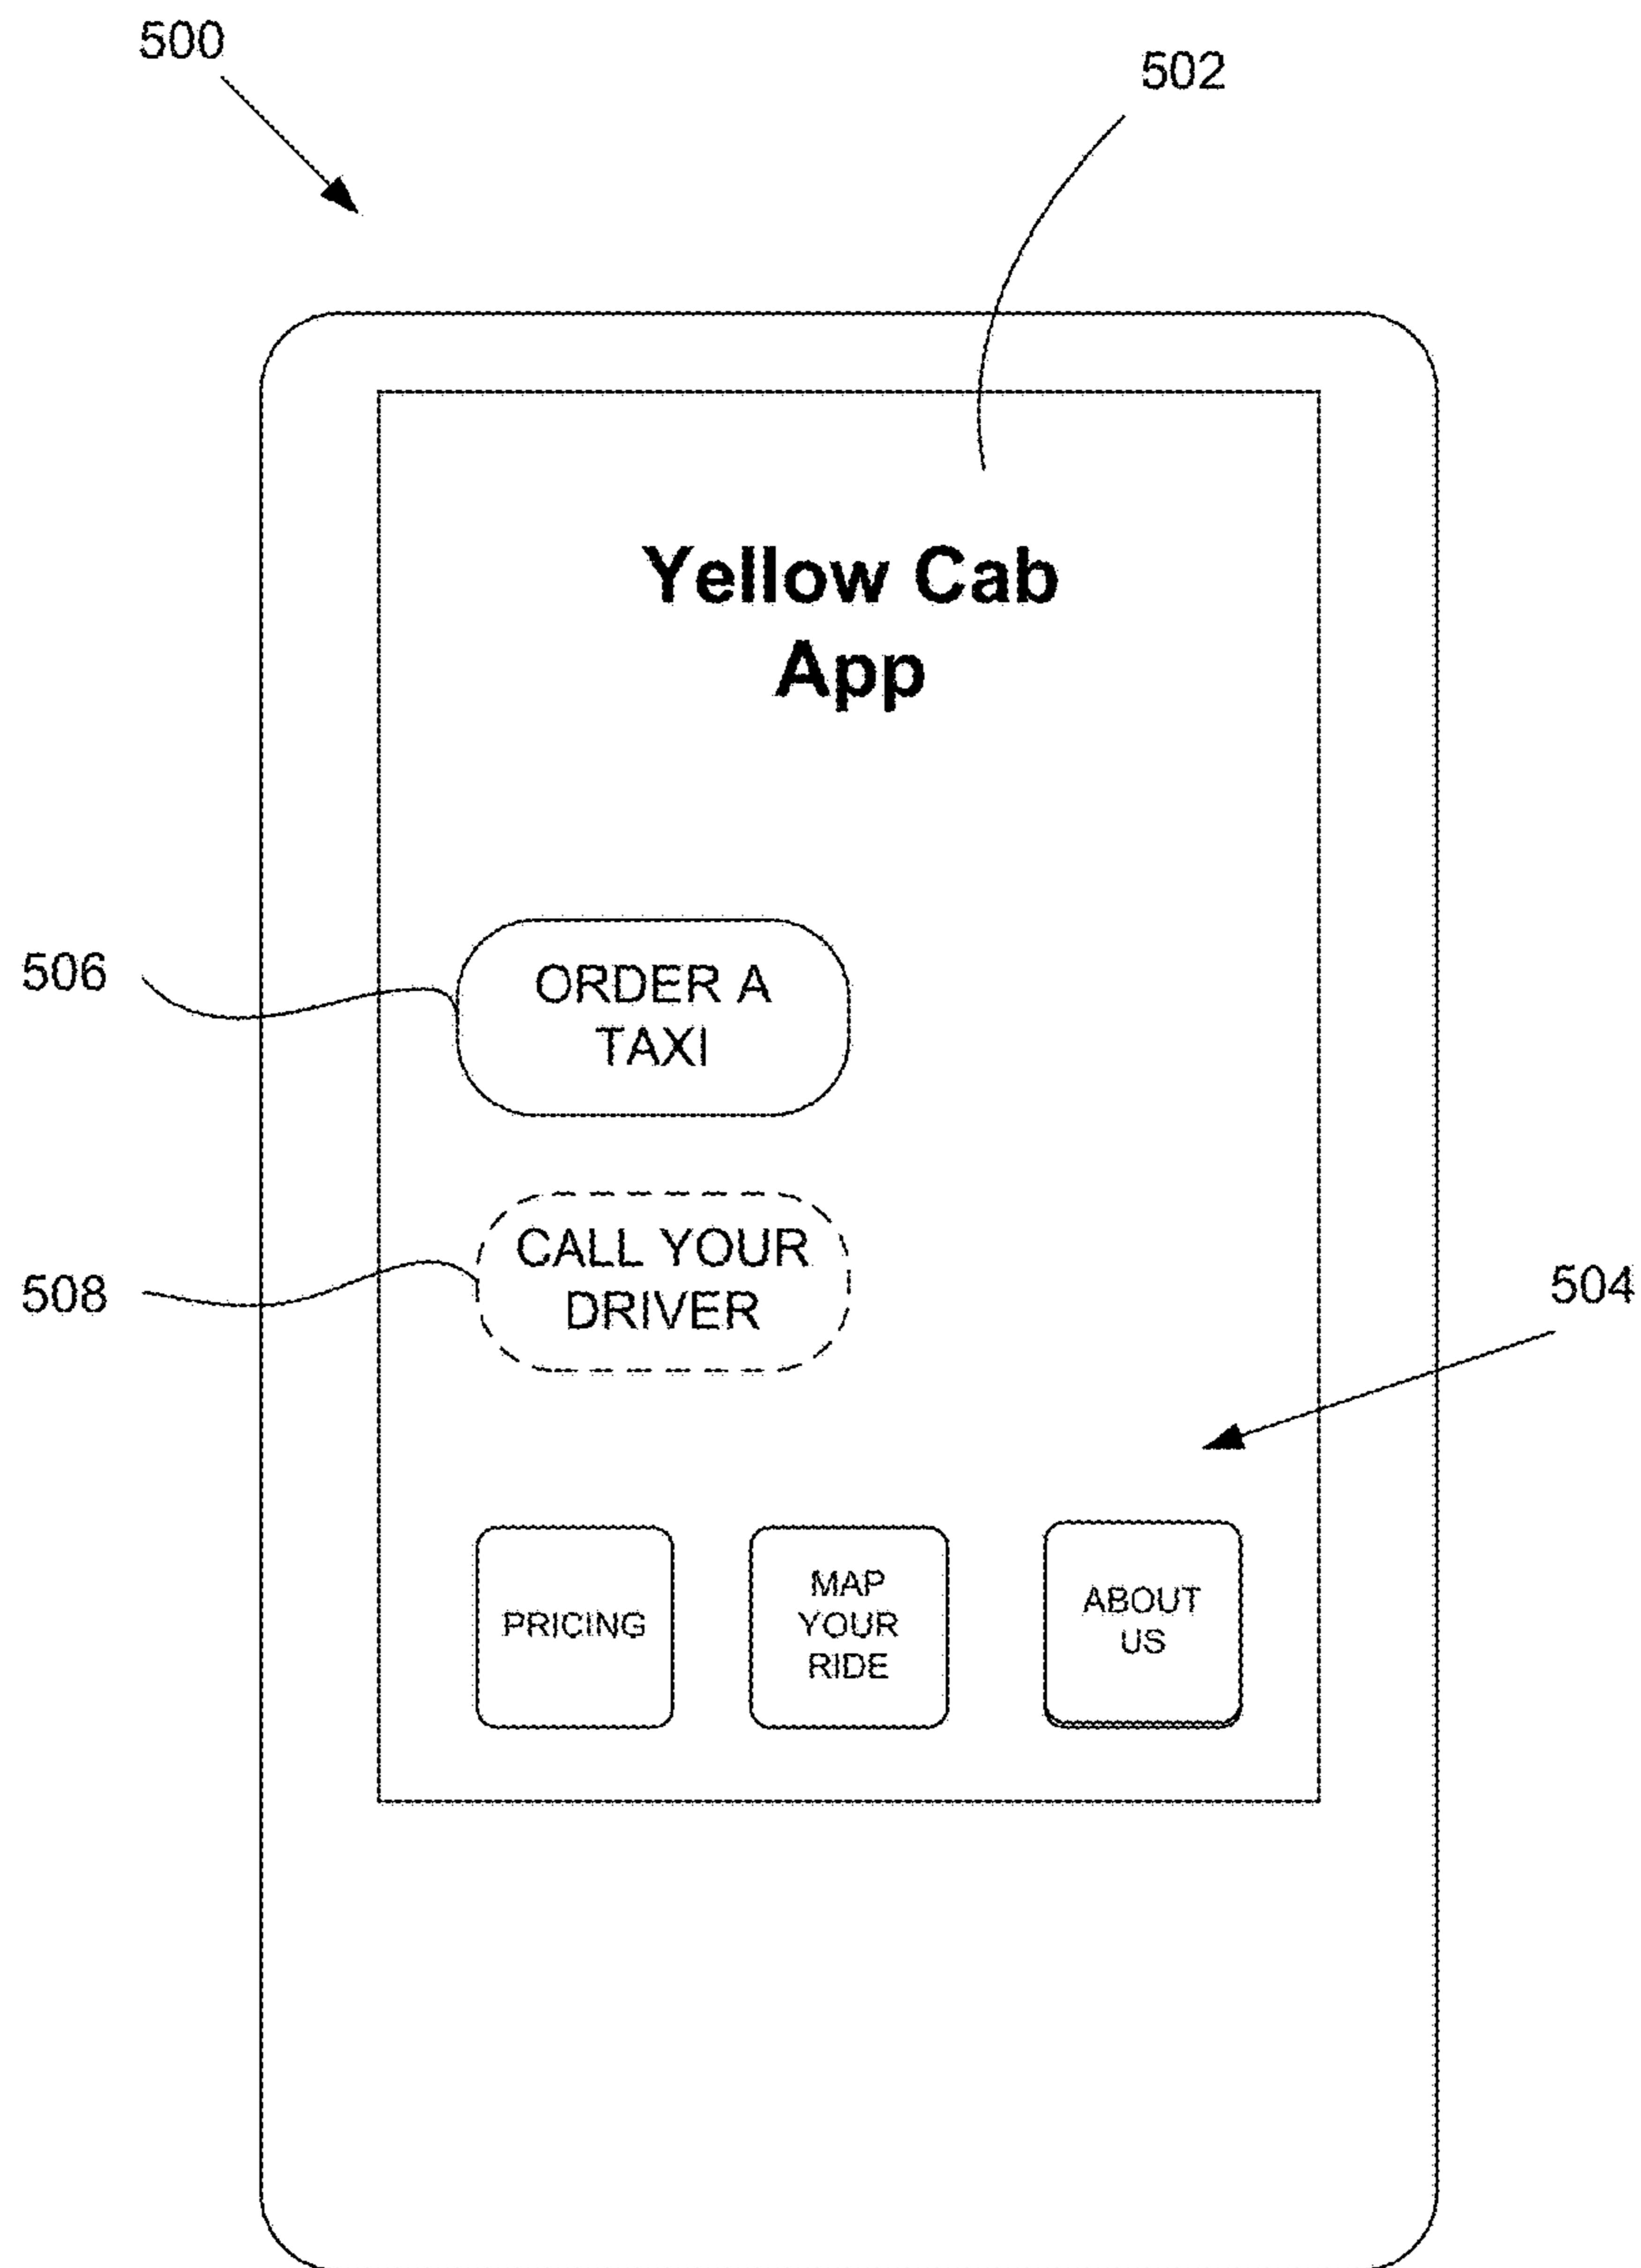 500
502
Yellow Cab
App
506
ORDER A
TAXI
508
CALL YOUR
DRIVER
504
PRICING
MAP
YOUR
RIDE
ABOUT
US